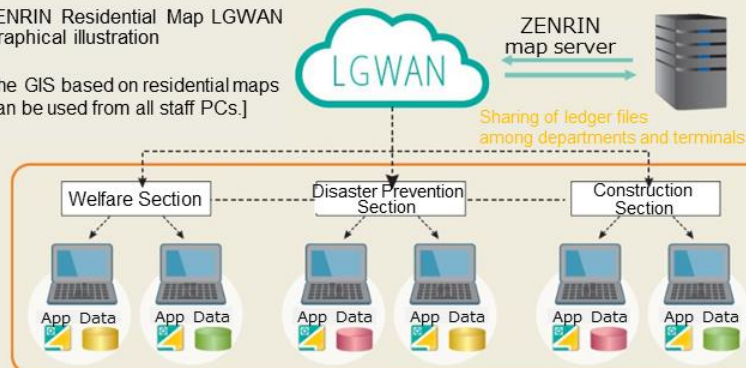 ENRIN Residential Map LGWAN
raphical illustration
he GIS based on residential maps
an be used from all staff PCs.]
LGWAN
ZENRIN
map server
Sharing of ledger files
among departments and terminals
Welfare Section
Disaster Prevention
Section
Construction
Section
App Data
App Data
App Data
App Data
App Data
App Data